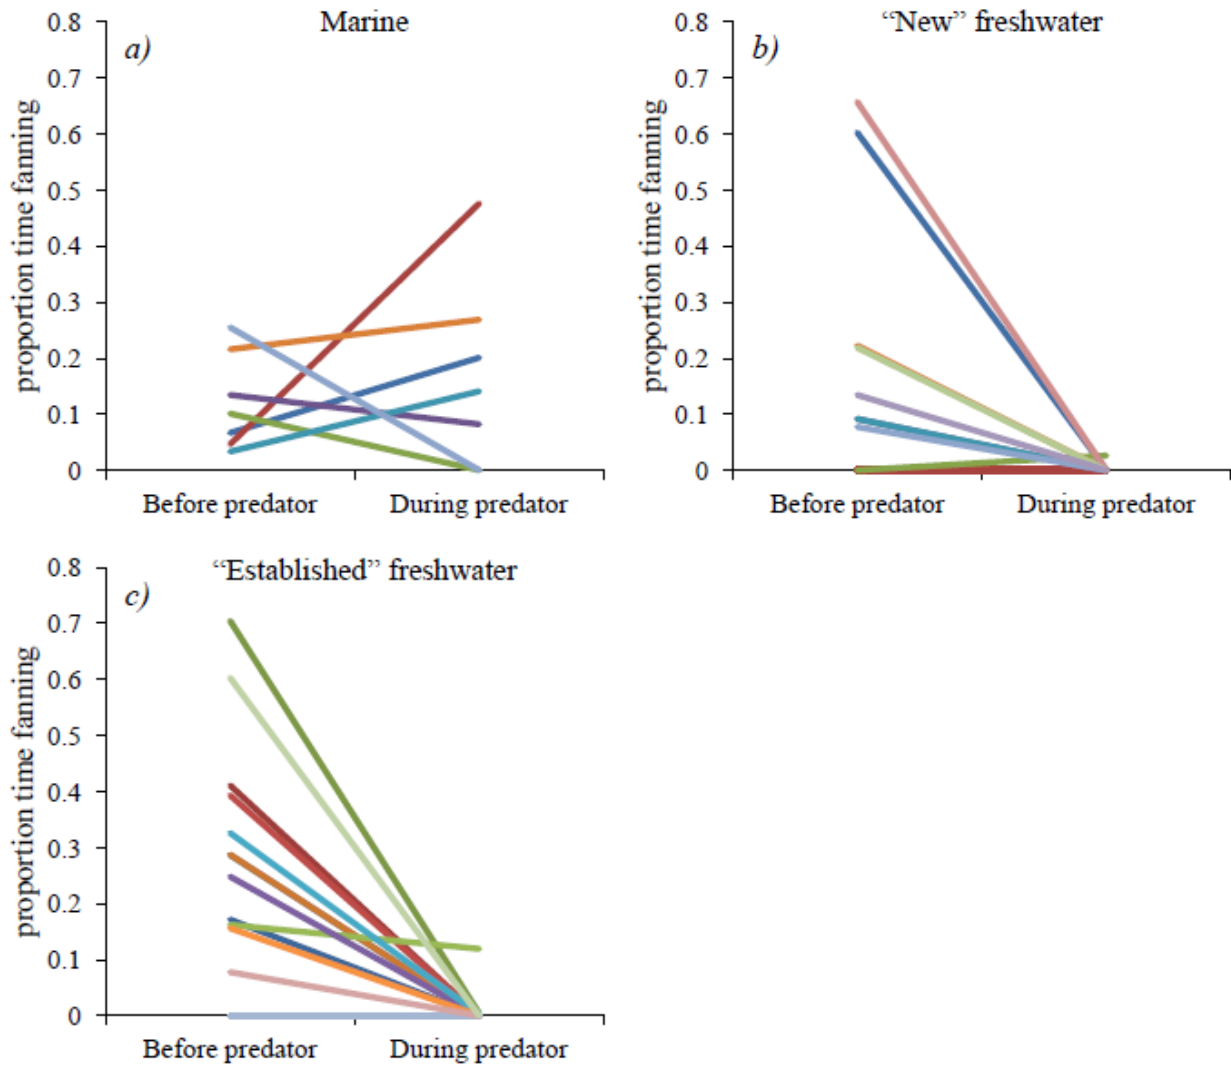 Marine
a)
proportion time fanning
0.8
0.7
0.6
0.5
0.4
0.3
0.2
0.1
0
Before predator
During predator
“New” freshwater
b)
proportion time fanning
0.8
0.7
0.6
0.5
0.4
0.3
0.2
0.1
0
Before predator
During predator
“Established” freshwater
c)
proportion time fanning
0.8
0.7
0.6
0.5
0.4
0.3
0.2
0.1
0
Before predator
During predator